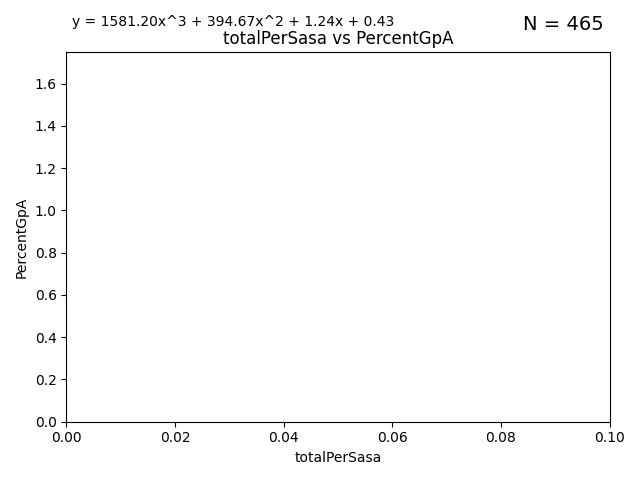 y = 1581.20x^3 + 394.67x^2 + 1.24x + 0.43
N = 465
totalPerSasa vs PercentGpA
PercentGpA
1.6
1.4
1.2
1.0
0.8
0.6
0.4
0.2
0.0
0.00 0.02 0.04 0.06 0.08 0.10
totalPerSasa